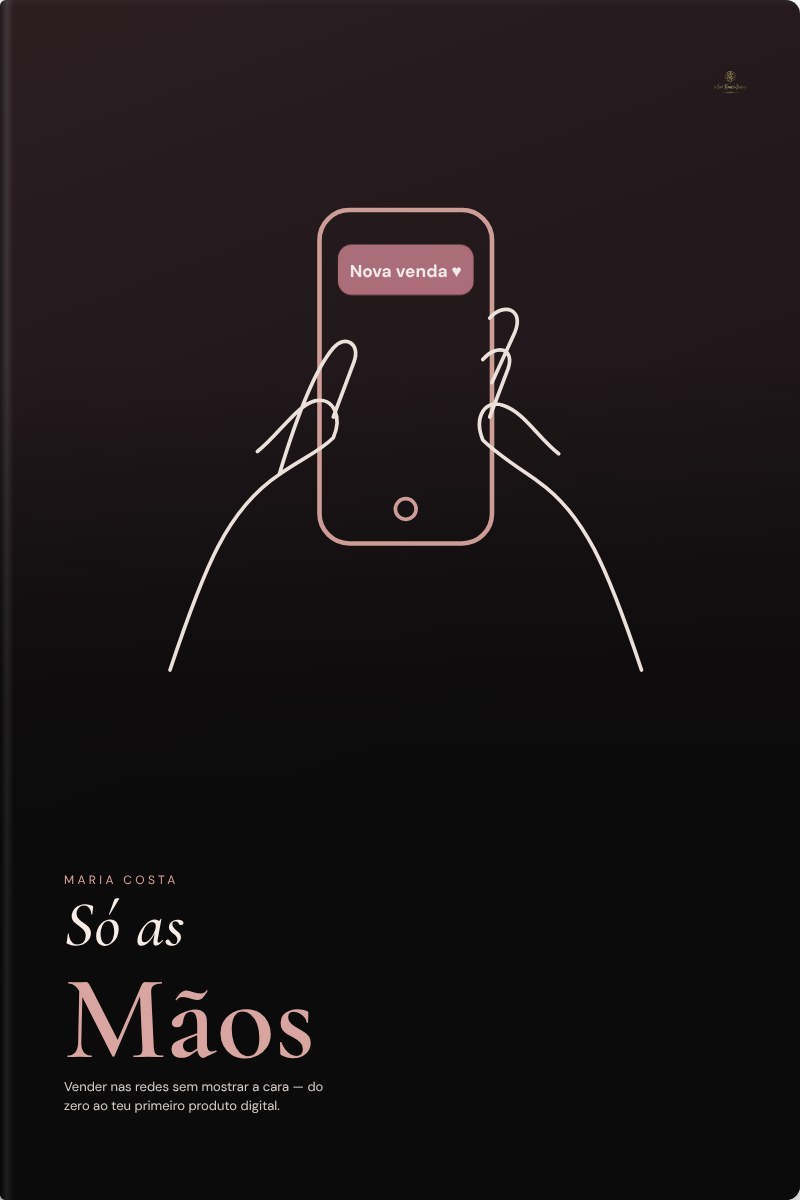 Nova venda ♥
MARIA COSTA
Só as
Mãos
Vender nas redes sem mostrar a cara — do
zero ao teu primeiro produto digital.